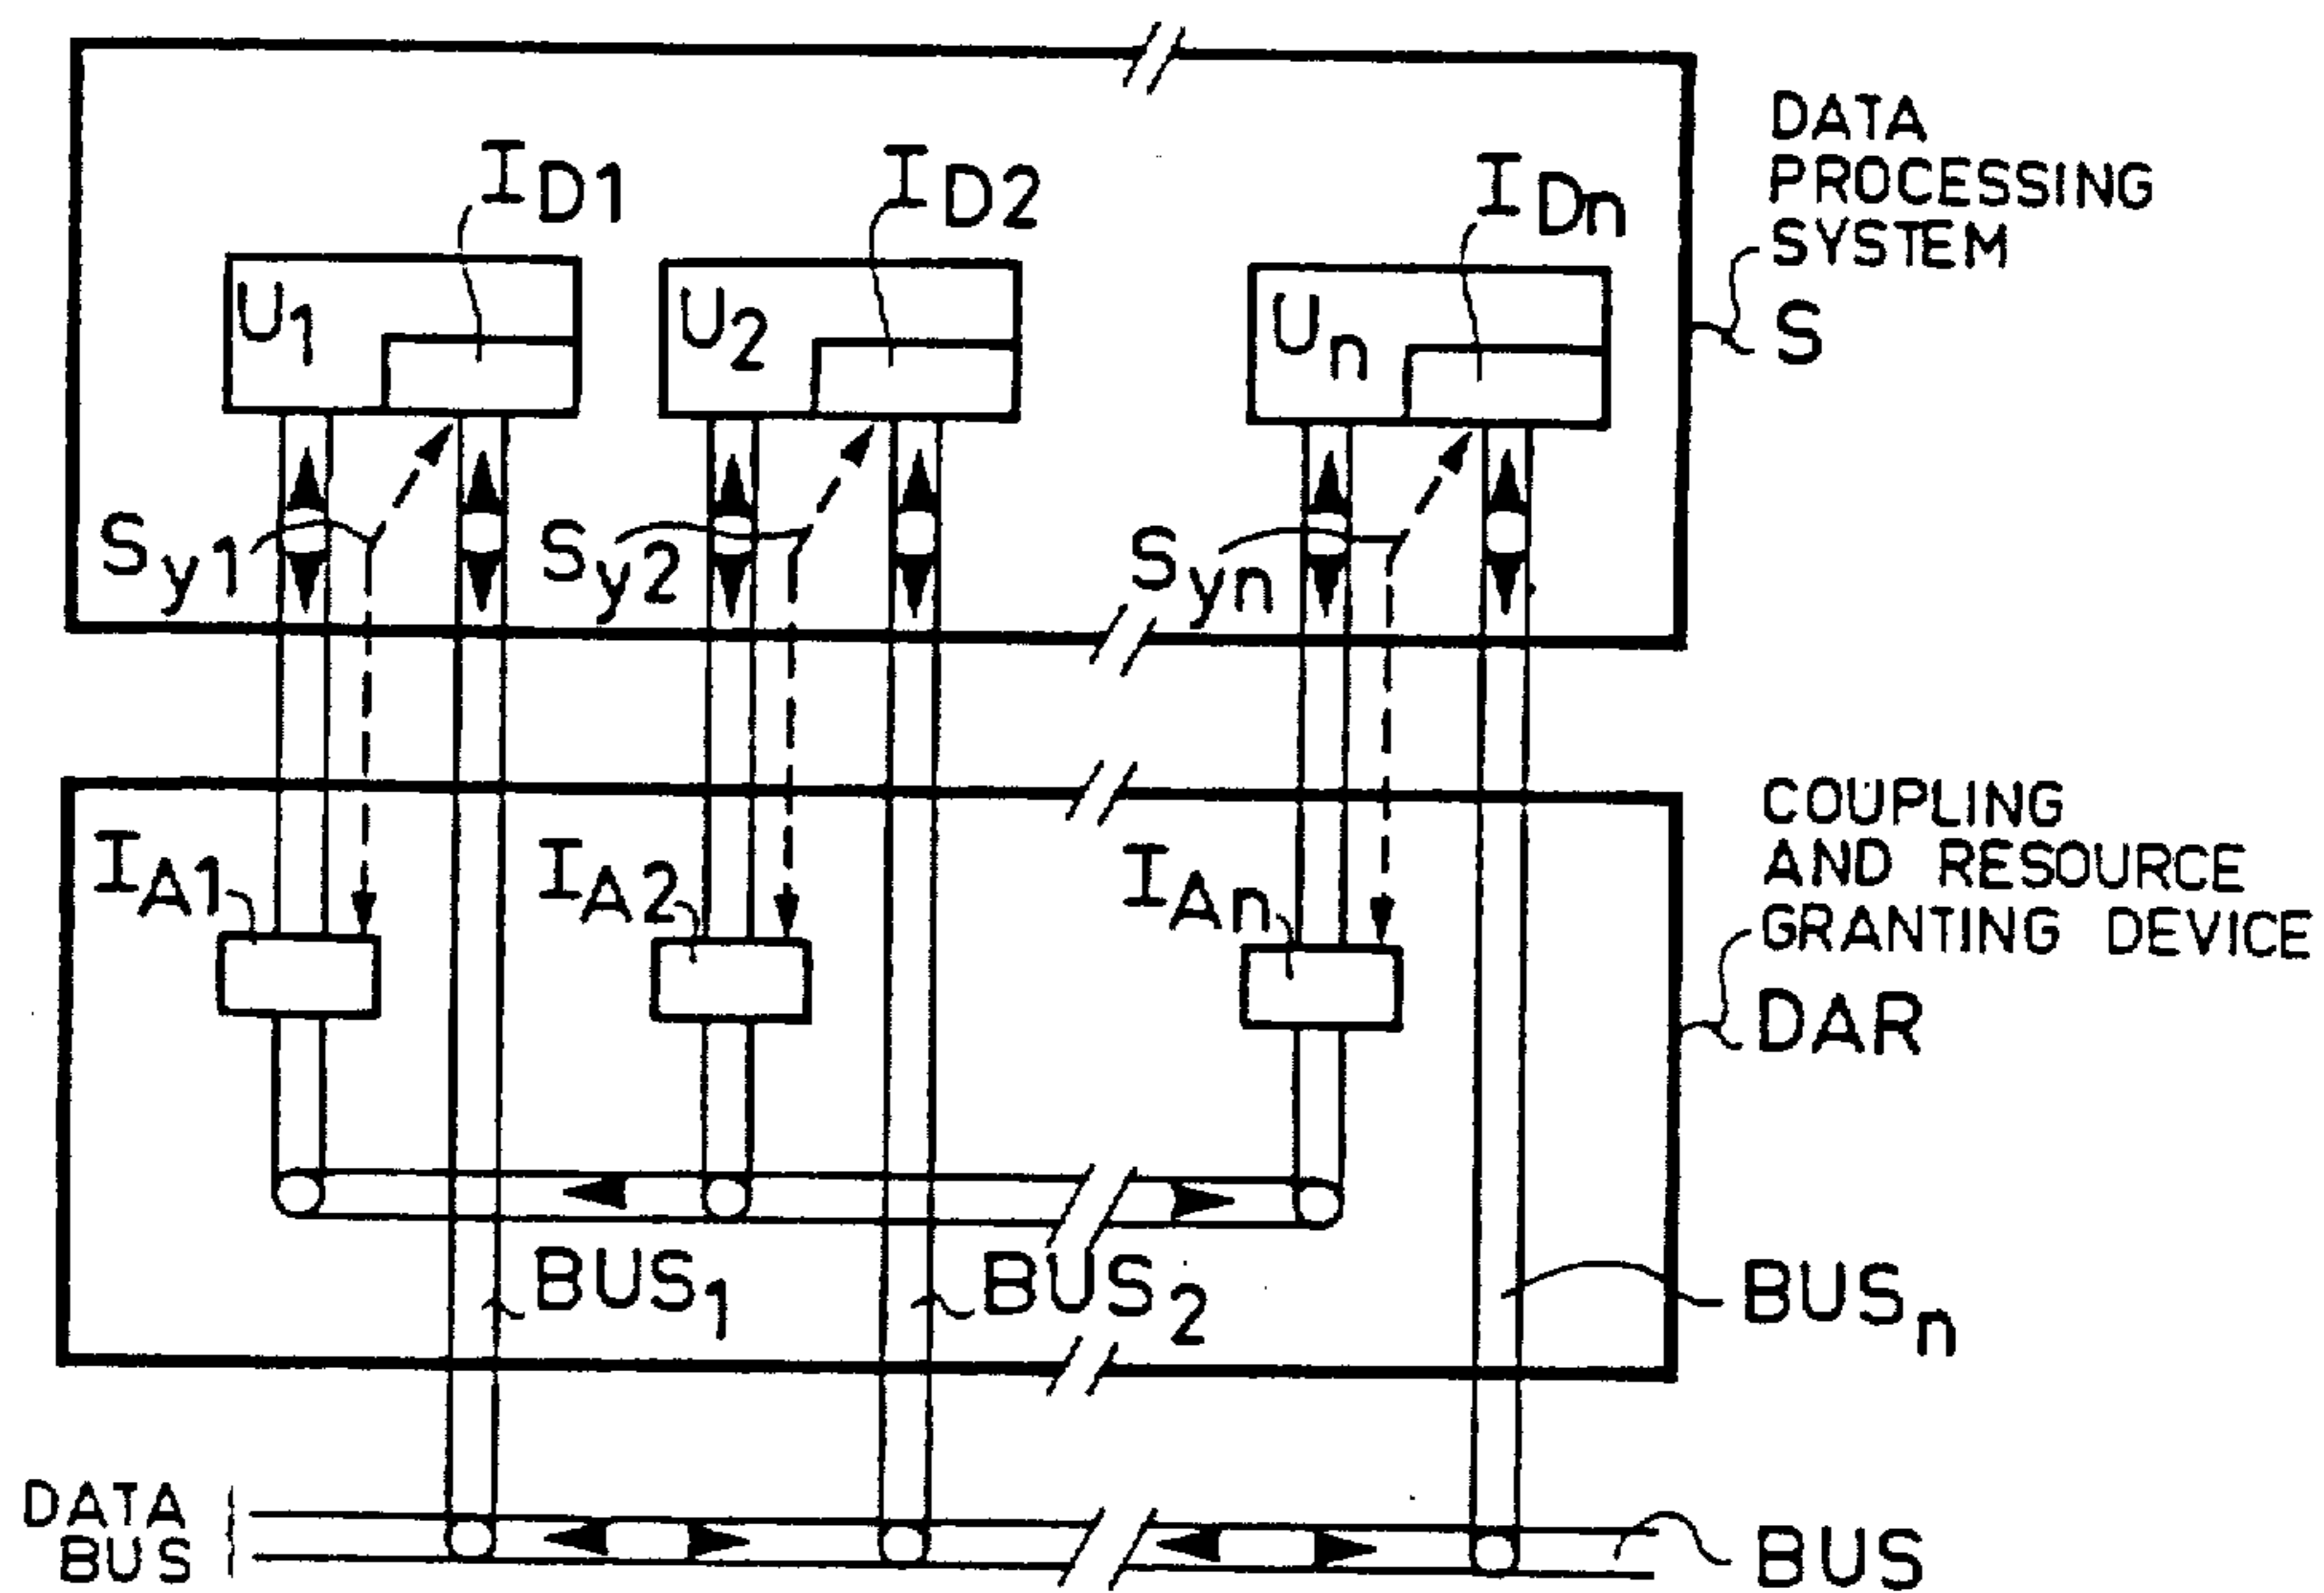 DATA
PROCESSING
SYSTEM
S
I_D1
I_D2
I_Dn
U_1
U_2
U_n
S_y1
S_y2
S_yn
COUPLING
AND RESOURCE
GRANTING DEVICE
DAR
I_A1
I_A2
I_An
BUS_1
BUS_2
BUS_n
DATA
BUS
BUS